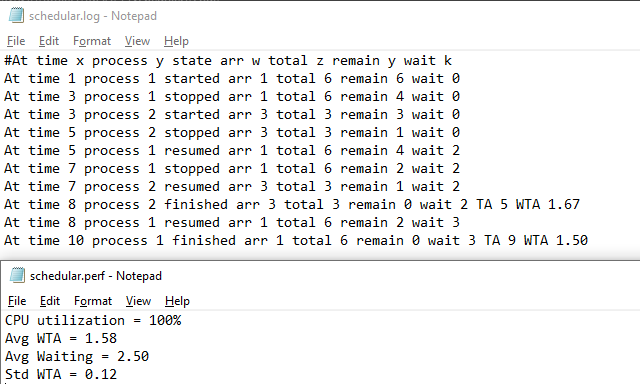 schedular.log - Notepad
File Edit Format View Help
#At time x process y state arr w total z remain y wait k
At time 1 process 1 started arr 1 total 6 remain 6 wait 0
At time 3 process 1 stopped arr 1 total 6 remain 4 wait 0
At time 3 process 2 started arr 3 total 3 remain 3 wait 0
At time 5 process 2 stopped arr 3 total 3 remain 1 wait 0
At time 5 process 1 resumed arr 1 total 6 remain 4 wait 2
At time 7 process 1 stopped arr 1 total 6 remain 2 wait 2
At time 7 process 2 resumed arr 3 total 3 remain 1 wait 2
At time 8 process 2 finished arr 3 total 3 remain 0 wait 2 TA 5 WTA 1.67
At time 8 process 1 resumed arr 1 total 6 remain 2 wait 3
At time 10 process 1 finished arr 1 total 6 remain 0 wait 3 TA 9 WTA 1.50
schedular.perf - Notepad
File Edit Format View Help
CPU utilization = 100%
Avg WTA = 1.58
Avg Waiting = 2.50
Std WTA = 0.12